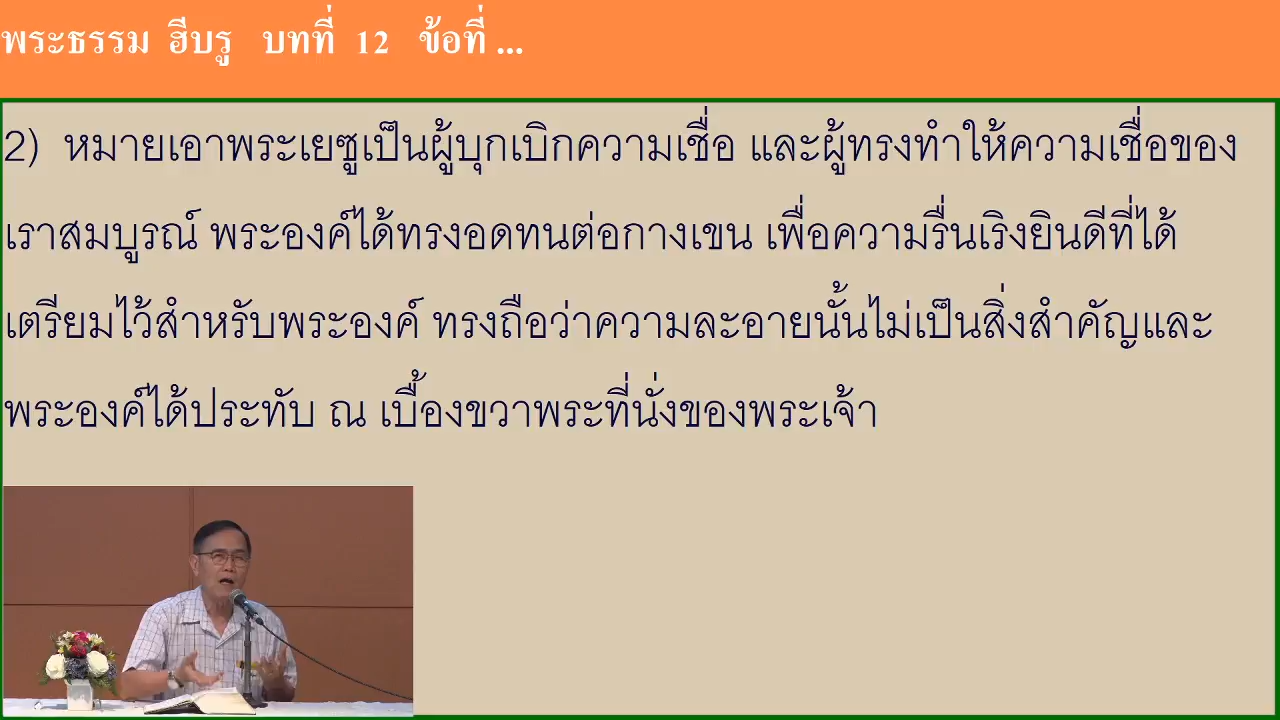 พระธรรม ฮีบรู บทที่ 12 ข้อที่ ...
2) หมายเอาพระเยซูเป็นผู้บุกเบิกความเชื่อ และผู้ทรงทำให้ความเชื่อของ
เราสมบูรณ์ พระองค์ได้ทรงอดทนต่อกางเขน เพื่อความรื่นเริงยินดีที่ได้
เตรียมไว้สำหรับพระองค์ ทรงถือว่าความละอายนั้นไม่เป็นสิ่งสำคัญและ
พระองค์ได้ประทับ ณ เบื้องขวาพระที่นั่งของพระเจ้า